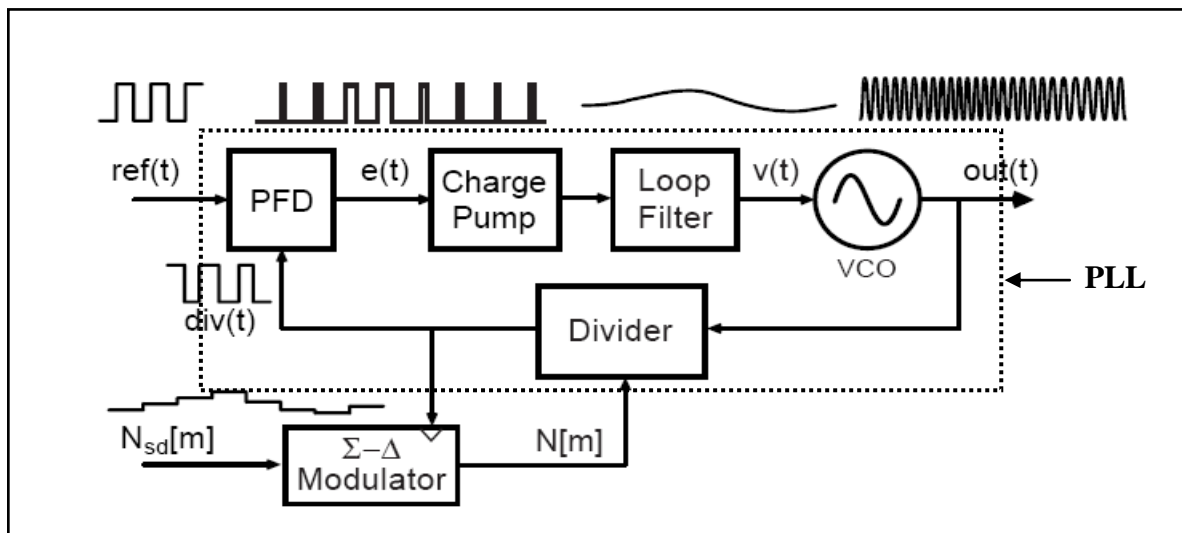 ref(t)
PFD
e(t)
Charge
Pump
Loop
Filter
v(t)
VCO
out(t)
PLL
div(t)
Divider
N_sd[m]
Σ−Δ
Modulator
N[m]